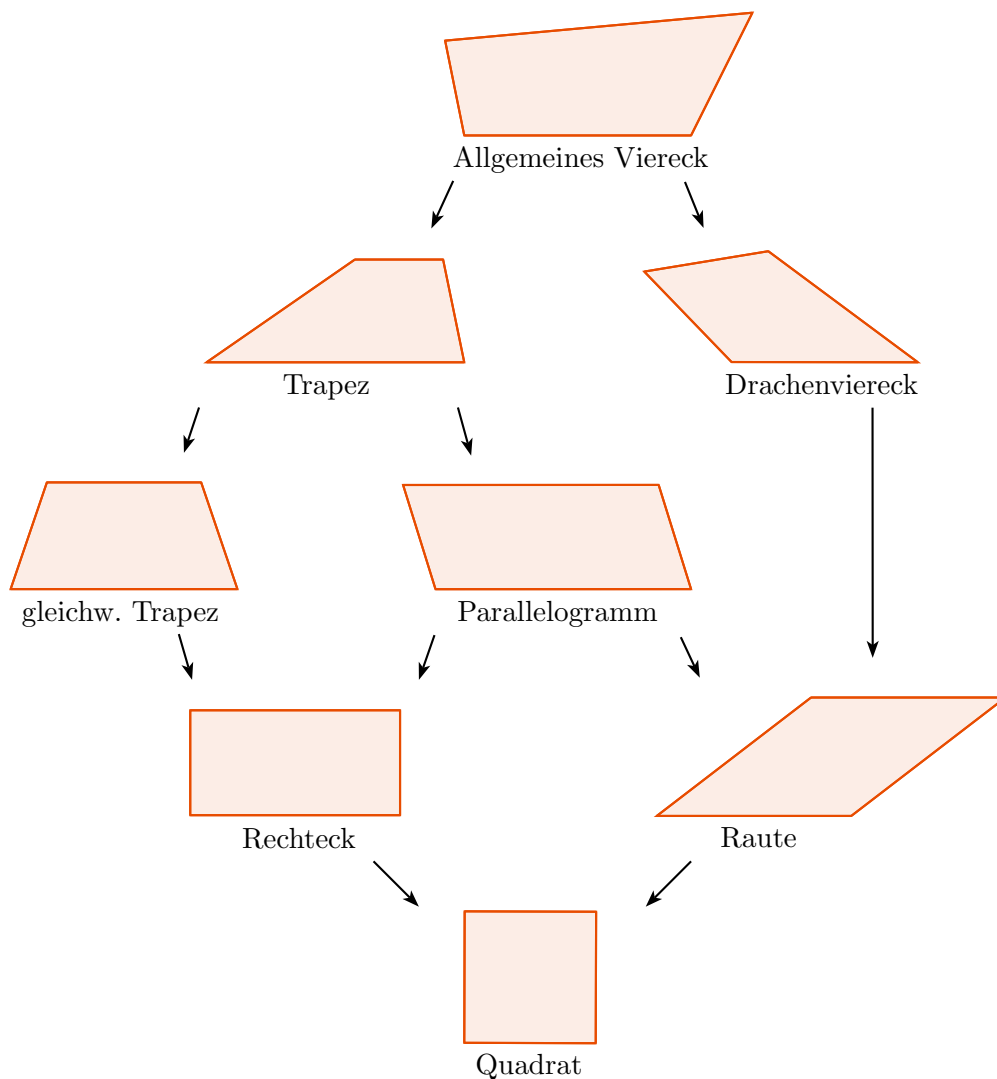 Allgemeines Viereck
Trapez
Drachenviereck
gleichw. Trapez
Parallelogramm
Rechteck
Raute
Quadrat